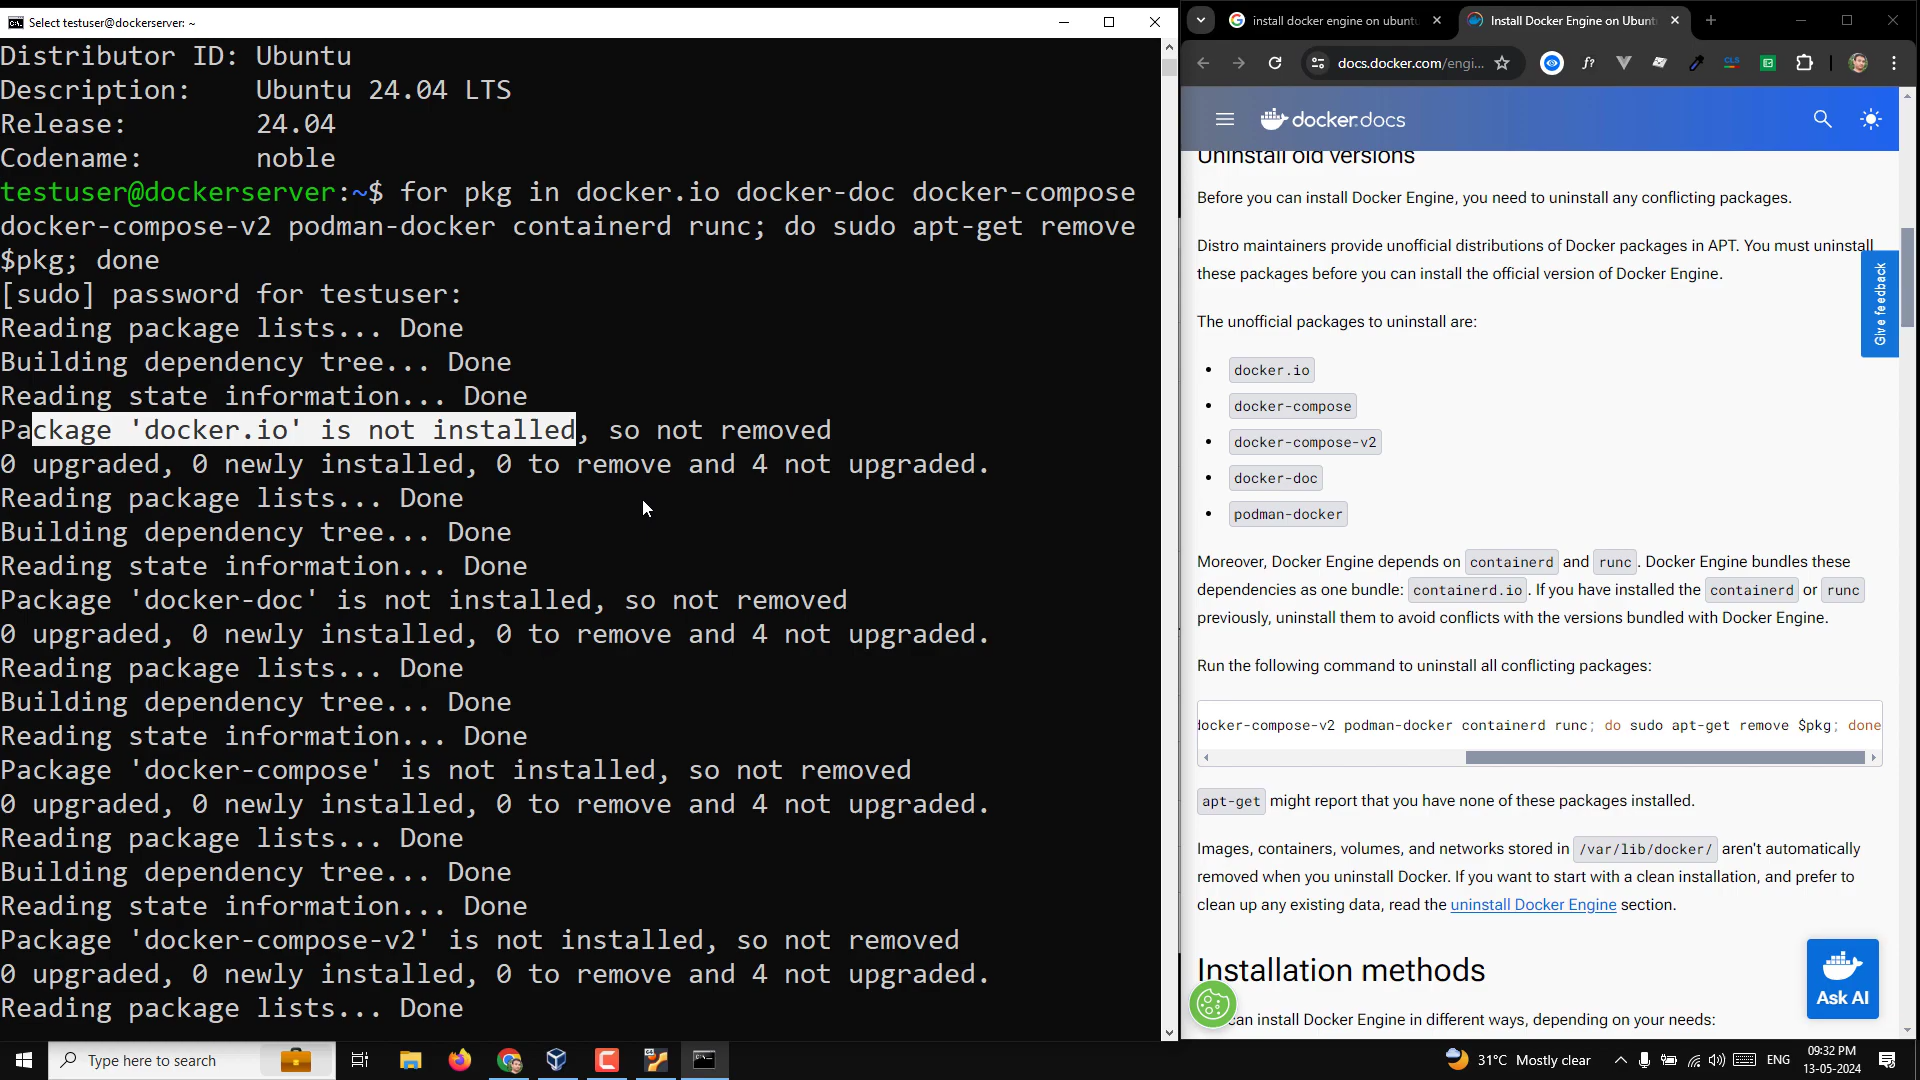 Select testuser@dockerserver: ~
Distributor ID: Ubuntu
Description: Ubuntu 24.04 LTS
Release: 24.04
Codename: noble
testuser@dockerserver:~$ for pkg in docker.io docker-doc docker-compose
docker-compose-v2 podman-docker containerd runc; do sudo apt-get remove
$pkg; done
[sudo] password for testuser:
Reading package lists... Done
Building dependency tree... Done
Reading state information... Done
Package 'docker.io' is not installed, so not removed
0 upgraded, 0 newly installed, 0 to remove and 4 not upgraded.
Reading package lists... Done
Building dependency tree... Done
Reading state information... Done
Package 'docker-doc' is not installed, so not removed
0 upgraded, 0 newly installed, 0 to remove and 4 not upgraded.
Reading package lists... Done
Building dependency tree... Done
Reading state information... Done
Package 'docker-compose' is not installed, so not removed
0 upgraded, 0 newly installed, 0 to remove and 4 not upgraded.
Reading package lists... Done
Building dependency tree... Done
Reading state information... Done
Package 'docker-compose-v2' is not installed, so not removed
0 upgraded, 0 newly installed, 0 to remove and 4 not upgraded.
Reading package lists... Done
install docker engine on ubuntu
Install Docker Engine on Ubunt
docs.docker.com/engi...
f?
CLS
docker.docs
Uninstall old versions
Before you can install Docker Engine, you need to uninstall any conflicting packages.
Distro maintainers provide unofficial distributions of Docker packages in APT. You must uninstall
these packages before you can install the official version of Docker Engine.
Give feedback
The unofficial packages to uninstall are:
• docker.io
• docker-compose
• docker-compose-v2
• docker-doc
• podman-docker
Moreover, Docker Engine depends on containerd and runc. Docker Engine bundles these
dependencies as one bundle: containerd.io. If you have installed the containerd or runc
previously, uninstall them to avoid conflicts with the versions bundled with Docker Engine.
Run the following command to uninstall all conflicting packages:
docker-compose-v2 podman-docker containerd runc; do sudo apt-get remove $pkg; done
apt-get might report that you have none of these packages installed.
Images, containers, volumes, and networks stored in /var/lib/docker/ aren't automatically
removed when you uninstall Docker. If you want to start with a clean installation, and prefer to
clean up any existing data, read the uninstall Docker Engine section.
Installation methods
Ask AI
can install Docker Engine in different ways, depending on your needs:
Type here to search
31°C Mostly clear
ENG
09:32 PM
13-05-2024